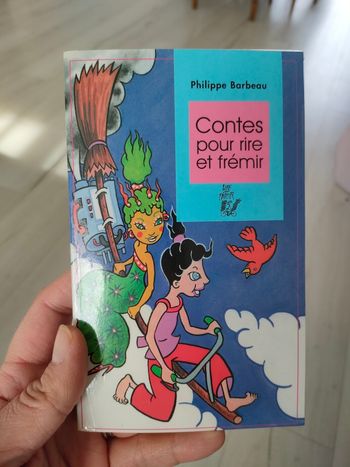 Philippe Barbeau
Contes
pour rire
et frémir